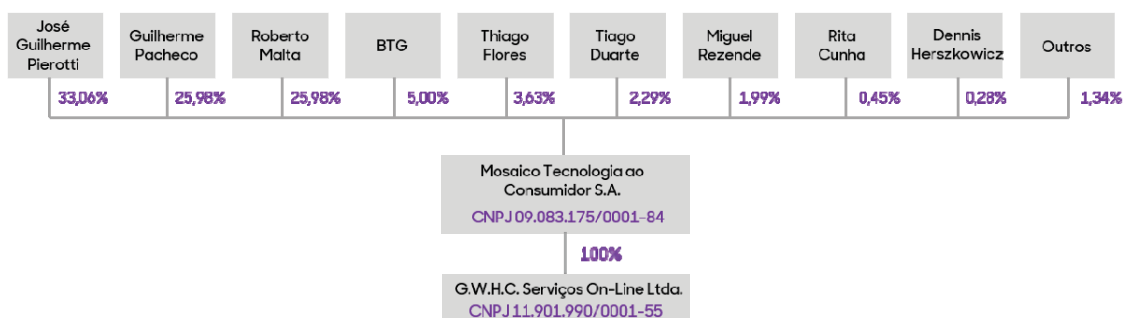 José
Guilherme
Pierotti
Guilherme
Pacheco
Roberto
Malta
BTG
Thiago
Flores
Tiago
Duarte
Miguel
Rezende
Rita
Cunha
Dennis
Herszkowicz
Outros
33,06%
25,98%
25,98%
5,00%
3,63%
2,29%
1,99%
0,45%
0,28%
1,34%
Mosaico Tecnologia ao
Consumidor S.A.
CNPJ 09.083.175/0001-84
100%
G.W.H.C. Serviços On-Line Ltda.
CNPJ 11.901.990/0001-55